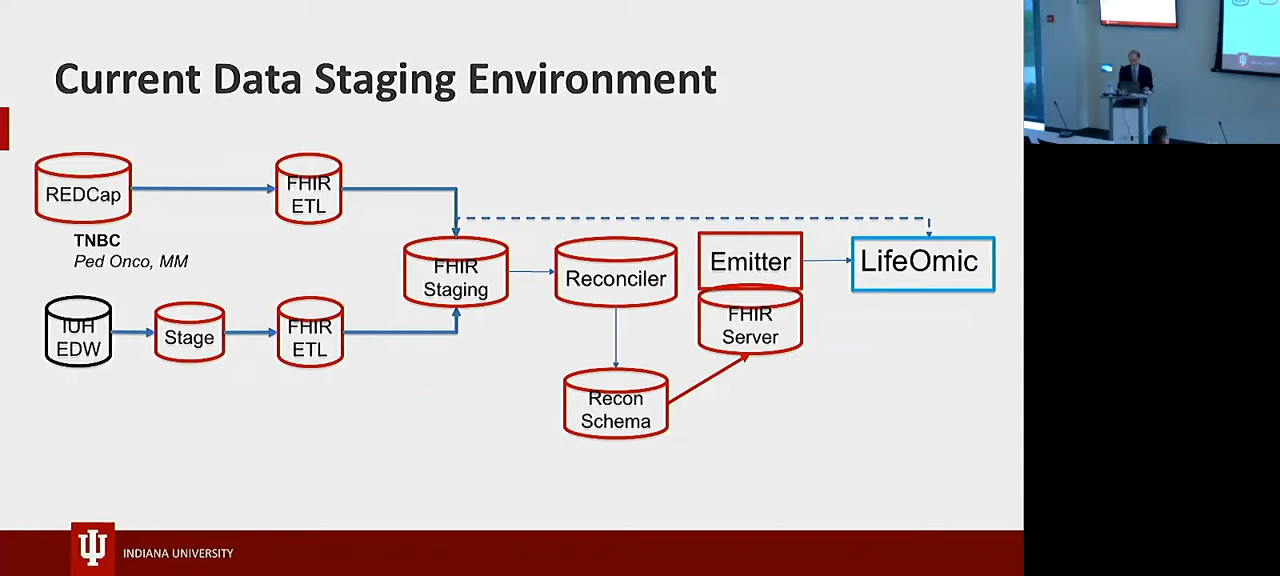 Current Data Staging Environment
REDCap
FHIR
ETL
TNBC
Ped Onco, MM
IUH
EDW
Stage
FHIR
ETL
FHIR
Staging
Reconciler
Recon
Schema
Emitter
FHIR
Server
LifeOmic
INDIANA UNIVERSITY